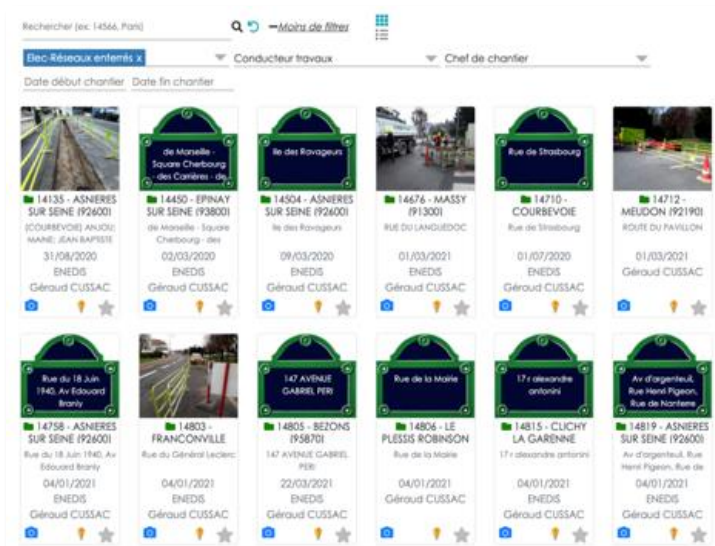 Rechercher (ex: 14566, Paris)
Moins de filtres
Elec-Réseaux enterrés x
Conducteur travaux
Chef de chantier
Date début chantier
Date fin chantier
de Marseille -
Square Cherbourg
- des Carrières - de
Ile des Ravageurs
Rue de Strasbourg
14135 - ASNIERES
SUR SEINE (92600)
14450 - EPINAY
SUR SEINE (93800)
14504 - ASNIERES
SUR SEINE (92600)
14676 - MASSY
(91300)
14710 -
COURBEVOIE
14712 -
MEUDON (92190)
(COURBEVOIE) ANJOU;
MAINE; JEAN BAPTISTE
de Marseille - Square
Cherbourg - des
Ile des Ravageurs
RUE DU LANGUEDOC
Rue de Strasbourg
ROUTE DU PAVILLON
31/08/2020
02/03/2020
09/03/2020
01/03/2021
01/07/2020
01/03/2021
ENEDIS
ENEDIS
ENEDIS
ENEDIS
ENEDIS
ENEDIS
Géraud CUSSAC
Géraud CUSSAC
Géraud CUSSAC
Géraud CUSSAC
Géraud CUSSAC
Géraud CUSSAC
Rue du 18 Juin
1940, Av Edouard
Branly
147 AVENUE
GABRIEL PERI
Rue de la Mairie
17 r alexandre
antonini
Av d'argenteuil,
Rue Henri Pigeon,
Rue de Nanterre
14758 - ASNIERES
SUR SEINE (92600)
14803 -
FRANCONVILLE
14805 - BEZONS
(95870)
14806 - LE
PLESSIS ROBINSON
14815 - CLICHY
LA GARENNE
14819 - ASNIERES
SUR SEINE (92600)
Rue du 18 Juin 1940, Av
Edouard Branly
Rue du Général Leclerc
147 AVENUE GABRIEL
PERI
Rue de la Mairie
17 r alexandre antonini
Av d'argenteuil, Rue
Henri Pigeon, Rue de
04/01/2021
04/01/2021
22/03/2021
04/01/2021
04/01/2021
04/01/2021
ENEDIS
ENEDIS
ENEDIS
ENEDIS
ENEDIS
ENEDIS
Géraud CUSSAC
Géraud CUSSAC
Géraud CUSSAC
Géraud CUSSAC
Géraud CUSSAC
Géraud CUSSAC